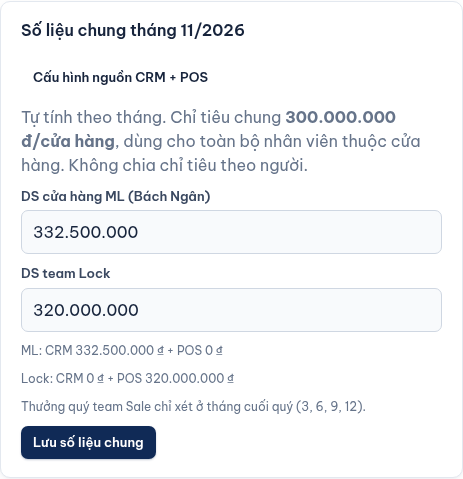 Số liệu chung tháng 11/2026
Cấu hình nguồn CRM + POS
Tự tính theo tháng. Chỉ tiêu chung 300.000.000
đ/cửa hàng, dùng cho toàn bộ nhân viên thuộc cửa
hàng. Không chia chỉ tiêu theo người.
DS cửa hàng ML (Bách Ngân)
332.500.000
DS team Lock
320.000.000
ML: CRM 332.500.000 ₫ + POS 0 ₫
Lock: CRM 0 ₫ + POS 320.000.000 ₫
Thưởng quý team Sale chỉ xét ở tháng cuối quý (3, 6, 9, 12).
Lưu số liệu chung